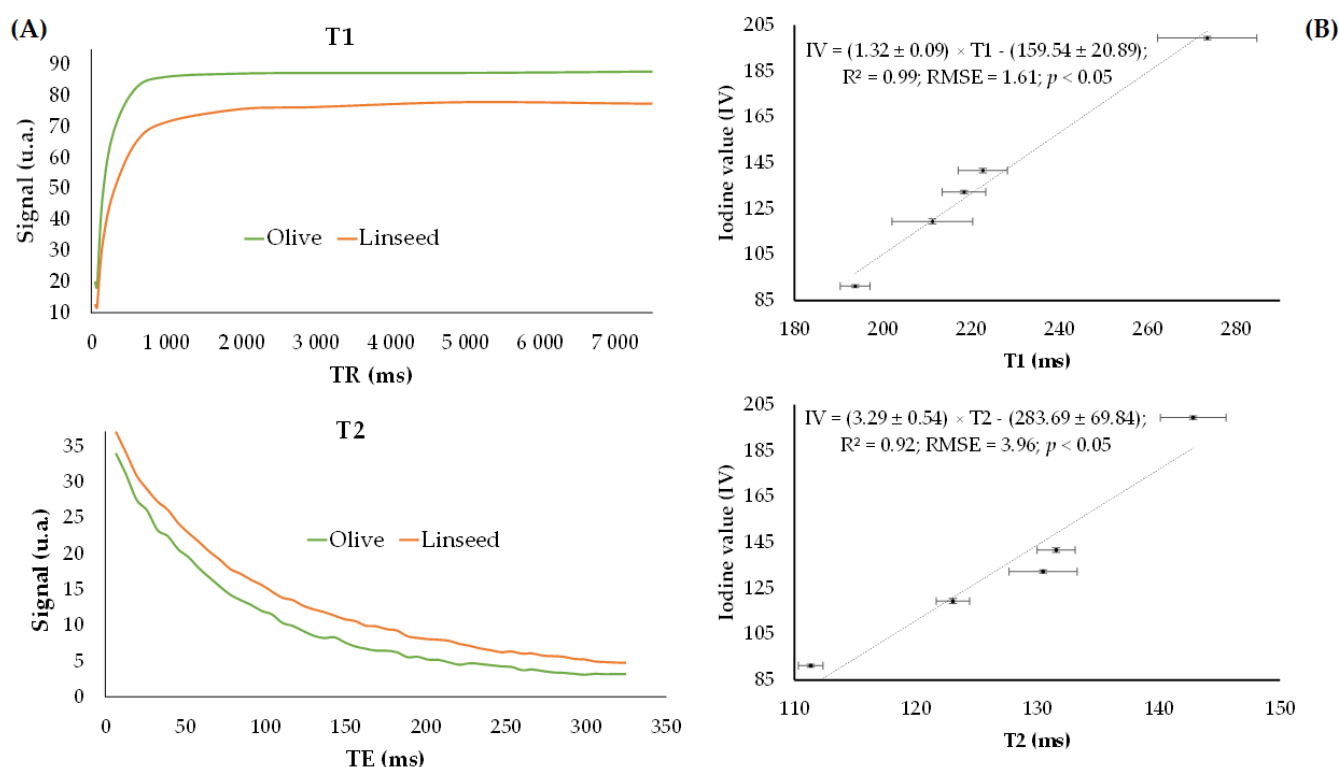 (A)
T1
Signal (u.a.)
90
80
70
60
50
40
30
20
10
Olive
Linseed
0
1 000
2 000
3 000
4 000
5 000
6 000
7 000
TR (ms)
T2
Signal (u.a.)
35
30
25
20
15
10
5
0
Olive
Linseed
0
50
100
150
200
250
300
350
TE (ms)
(B)
IV = (1.32 ± 0.09) × T1 - (159.54 ± 20.89);
R² = 0.99; RMSE = 1.61; p < 0.05
Iodine value (IV)
205
185
165
145
125
105
85
180
200
220
240
260
280
T1 (ms)
IV = (3.29 ± 0.54) × T2 - (283.69 ± 69.84);
R² = 0.92; RMSE = 3.96; p < 0.05
Iodine value (IV)
205
185
165
145
125
105
85
110
120
130
140
150
T2 (ms)